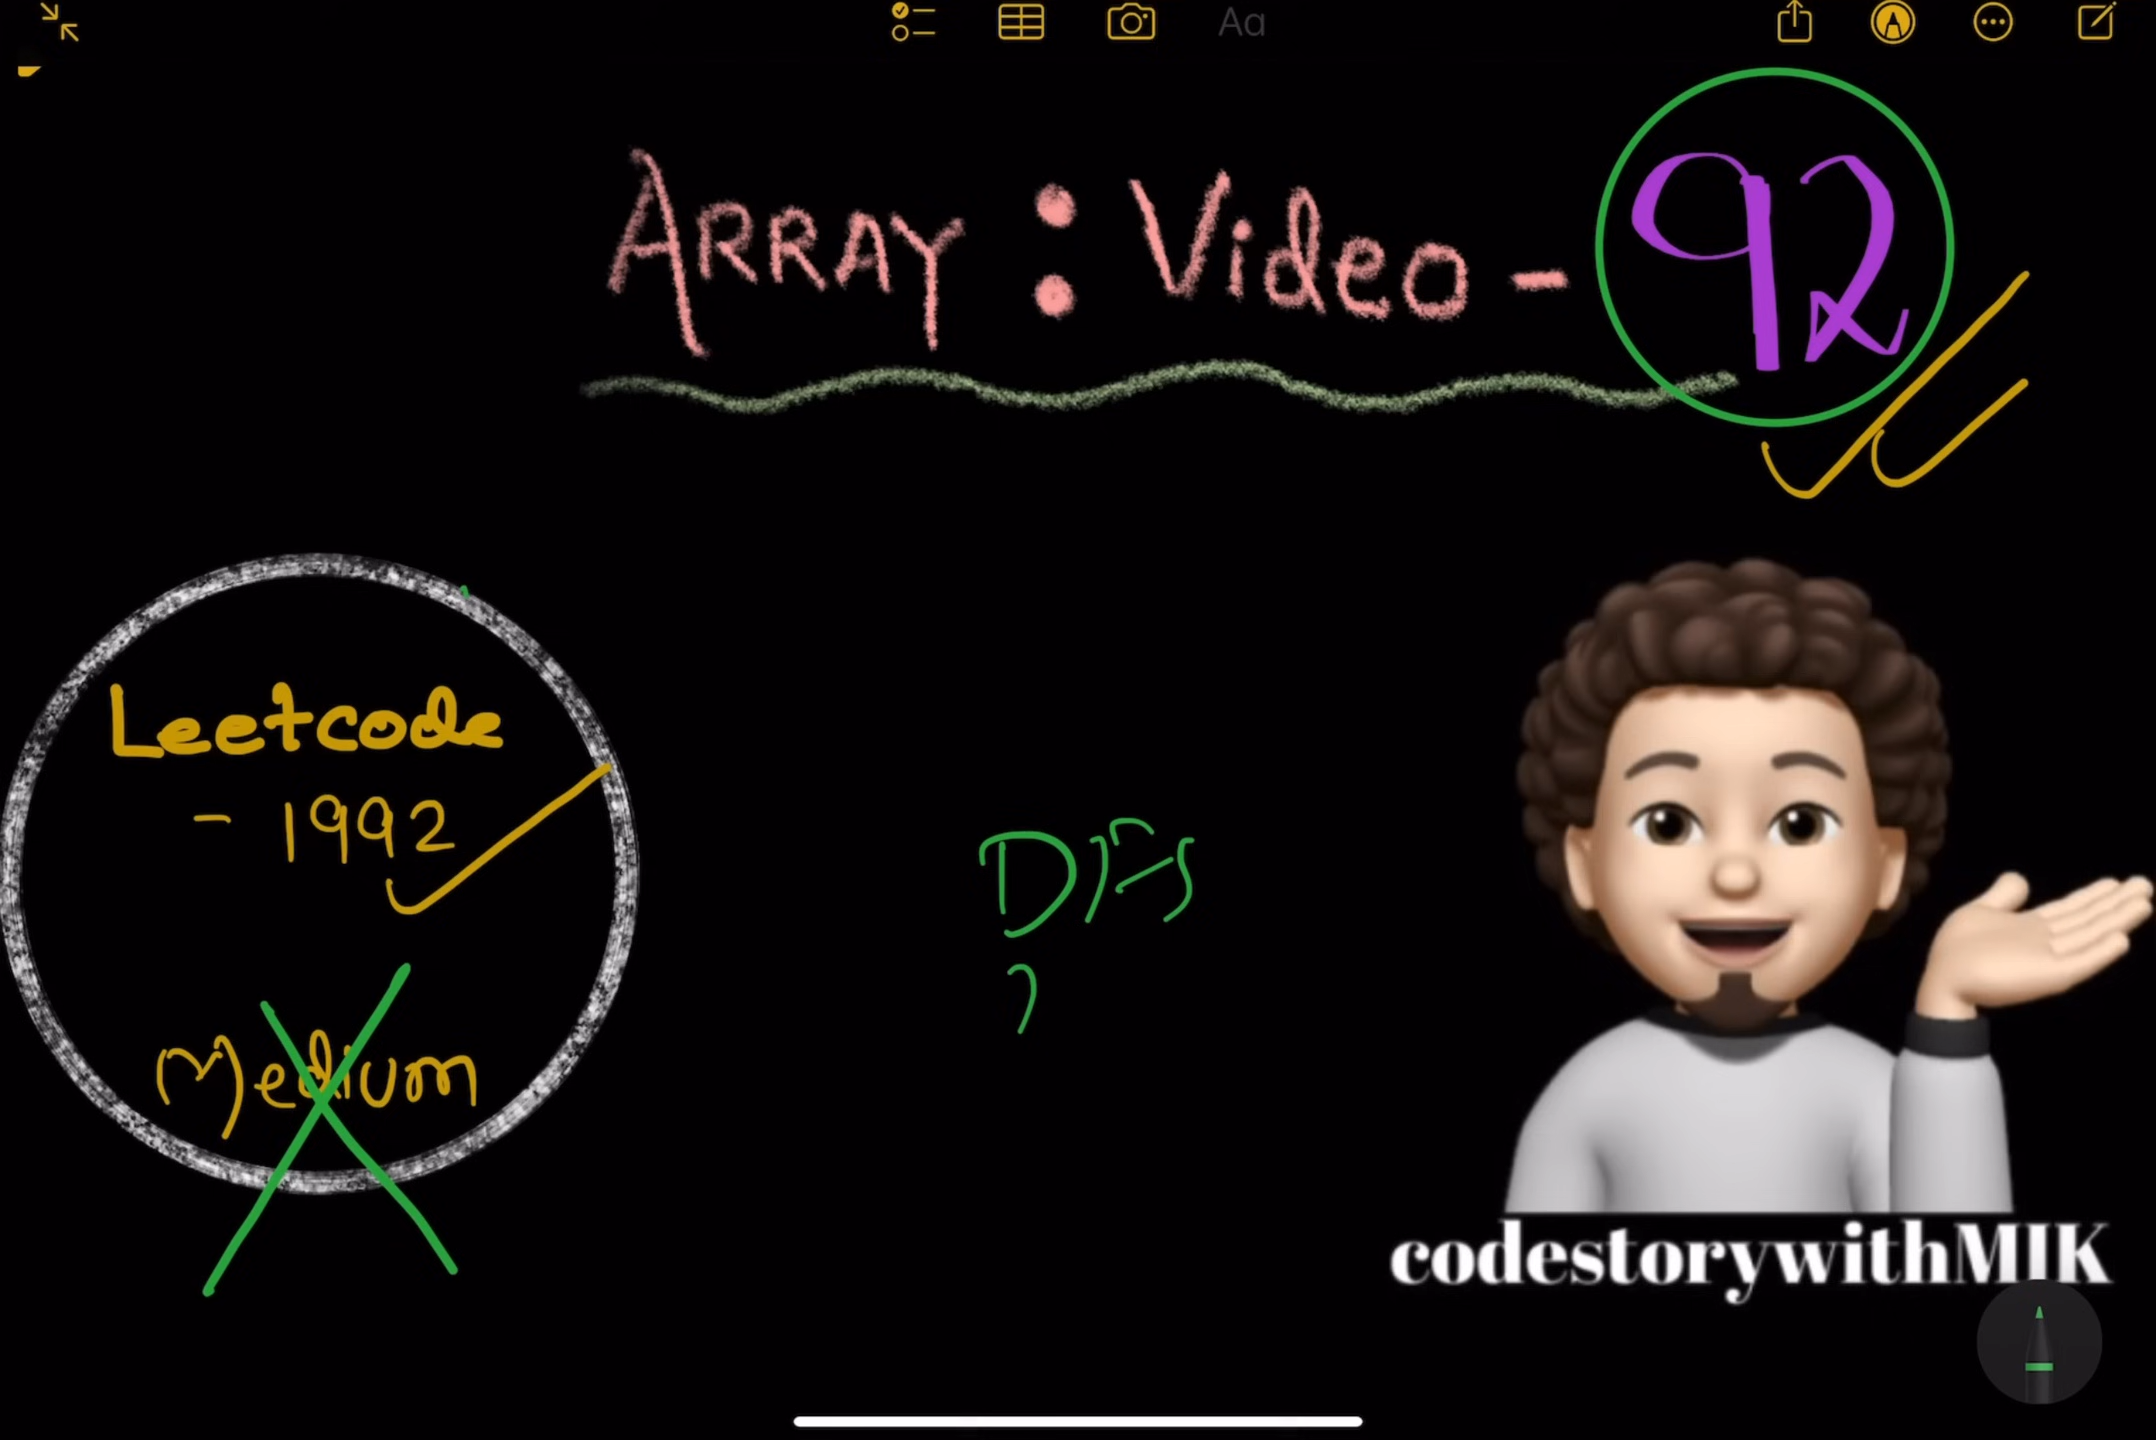 Aa
ARRAY : Video - 92
Leetcode
- 1992
Medium
DFS
codestorywithMIK